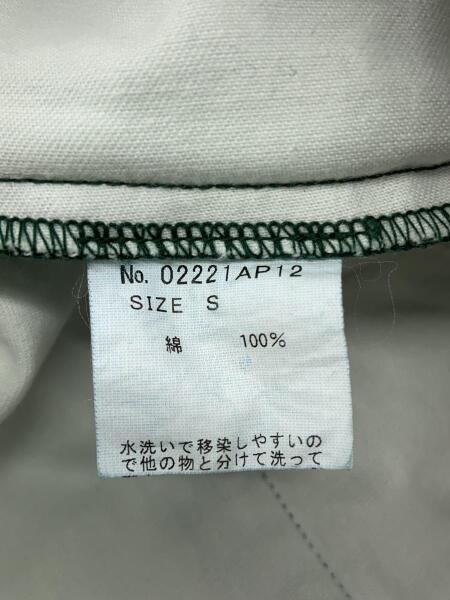 No. 02221AP12
SIZE S
綿 100%
水洗いで移染しやすいの
で他の物と分けて洗って